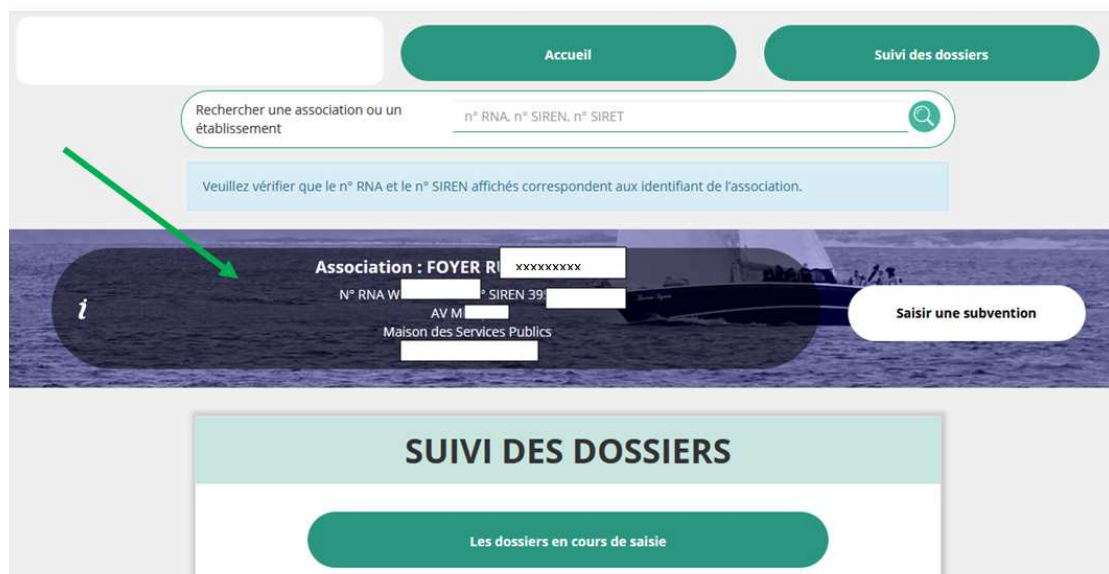 Accueil
Suivi des dossiers
Rechercher une association ou un
établissement
n° RNA, n° SIREN, n° SIRET
Veuillez vérifier que le n° RNA et le n° SIREN affichés correspondent aux identifiant de l'association.
Association : FOYER xxxxxxxxx
N° RNA W ° SIREN 39
AV M
Maison des Services Publics
i
Saisir une subvention
SUIVI DES DOSSIERS
Les dossiers en cours de saisie